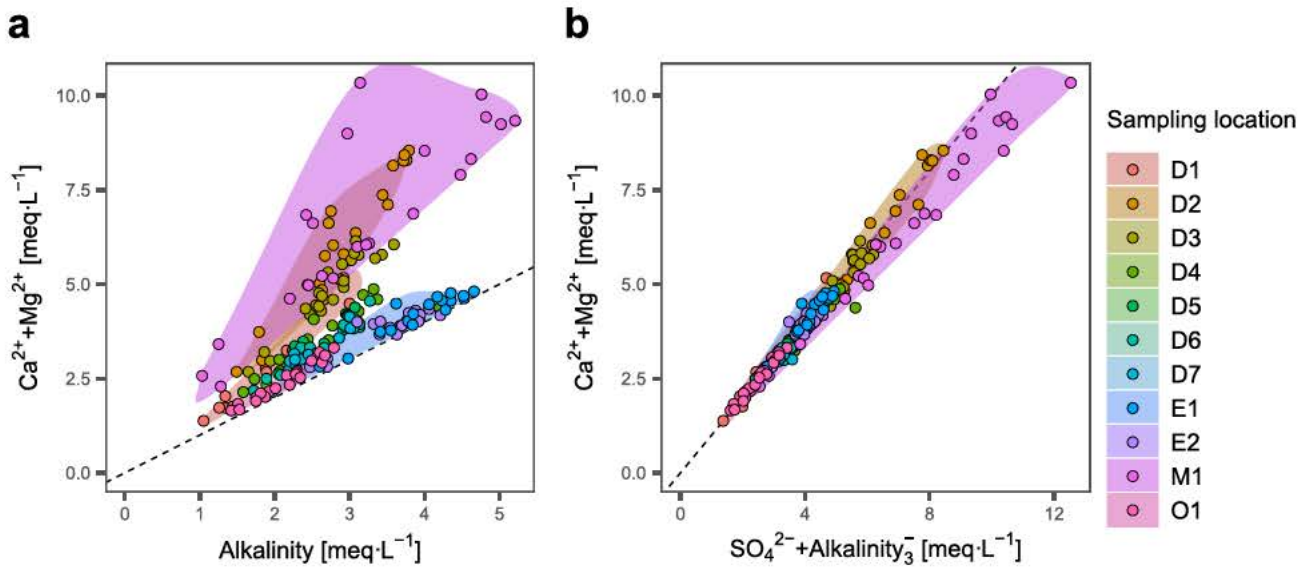 a
b
10.0
7.5
5.0
2.5
0.0
Ca²⁺+Mg²⁺ [meq·L⁻¹]
0 1 2 3 4 5
Alkalinity [meq·L⁻¹]
10.0
7.5
5.0
2.5
0.0
Ca²⁺+Mg²⁺ [meq·L⁻¹]
0 4 8 12
SO₄²⁻+Alkalinity₃⁻ [meq·L⁻¹]
Sampling location
D1
D2
D3
D4
D5
D6
D7
E1
E2
M1
O1